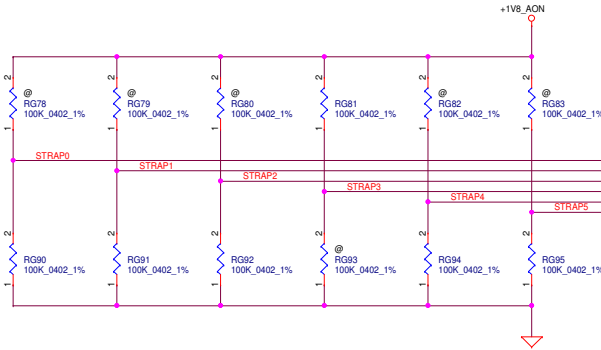 +1V8_AON
2 2 2 2 2 2
@ @ @ @ @
RG78 RG79 RG80 RG81 RG82 RG83
100K_0402_1% 100K_0402_1% 100K_0402_1% 100K_0402_1% 100K_0402_1% 100K_0402_1%
1 1 1 1 1 1
STRAP0
STRAP1
STRAP2
STRAP3
STRAP4
STRAP5
2 2 2 2 2 2
@
RG90 RG91 RG92 RG93 RG94 RG95
100K_0402_1% 100K_0402_1% 100K_0402_1% 100K_0402_1% 100K_0402_1% 100K_0402_1%
1 1 1 1 1 1